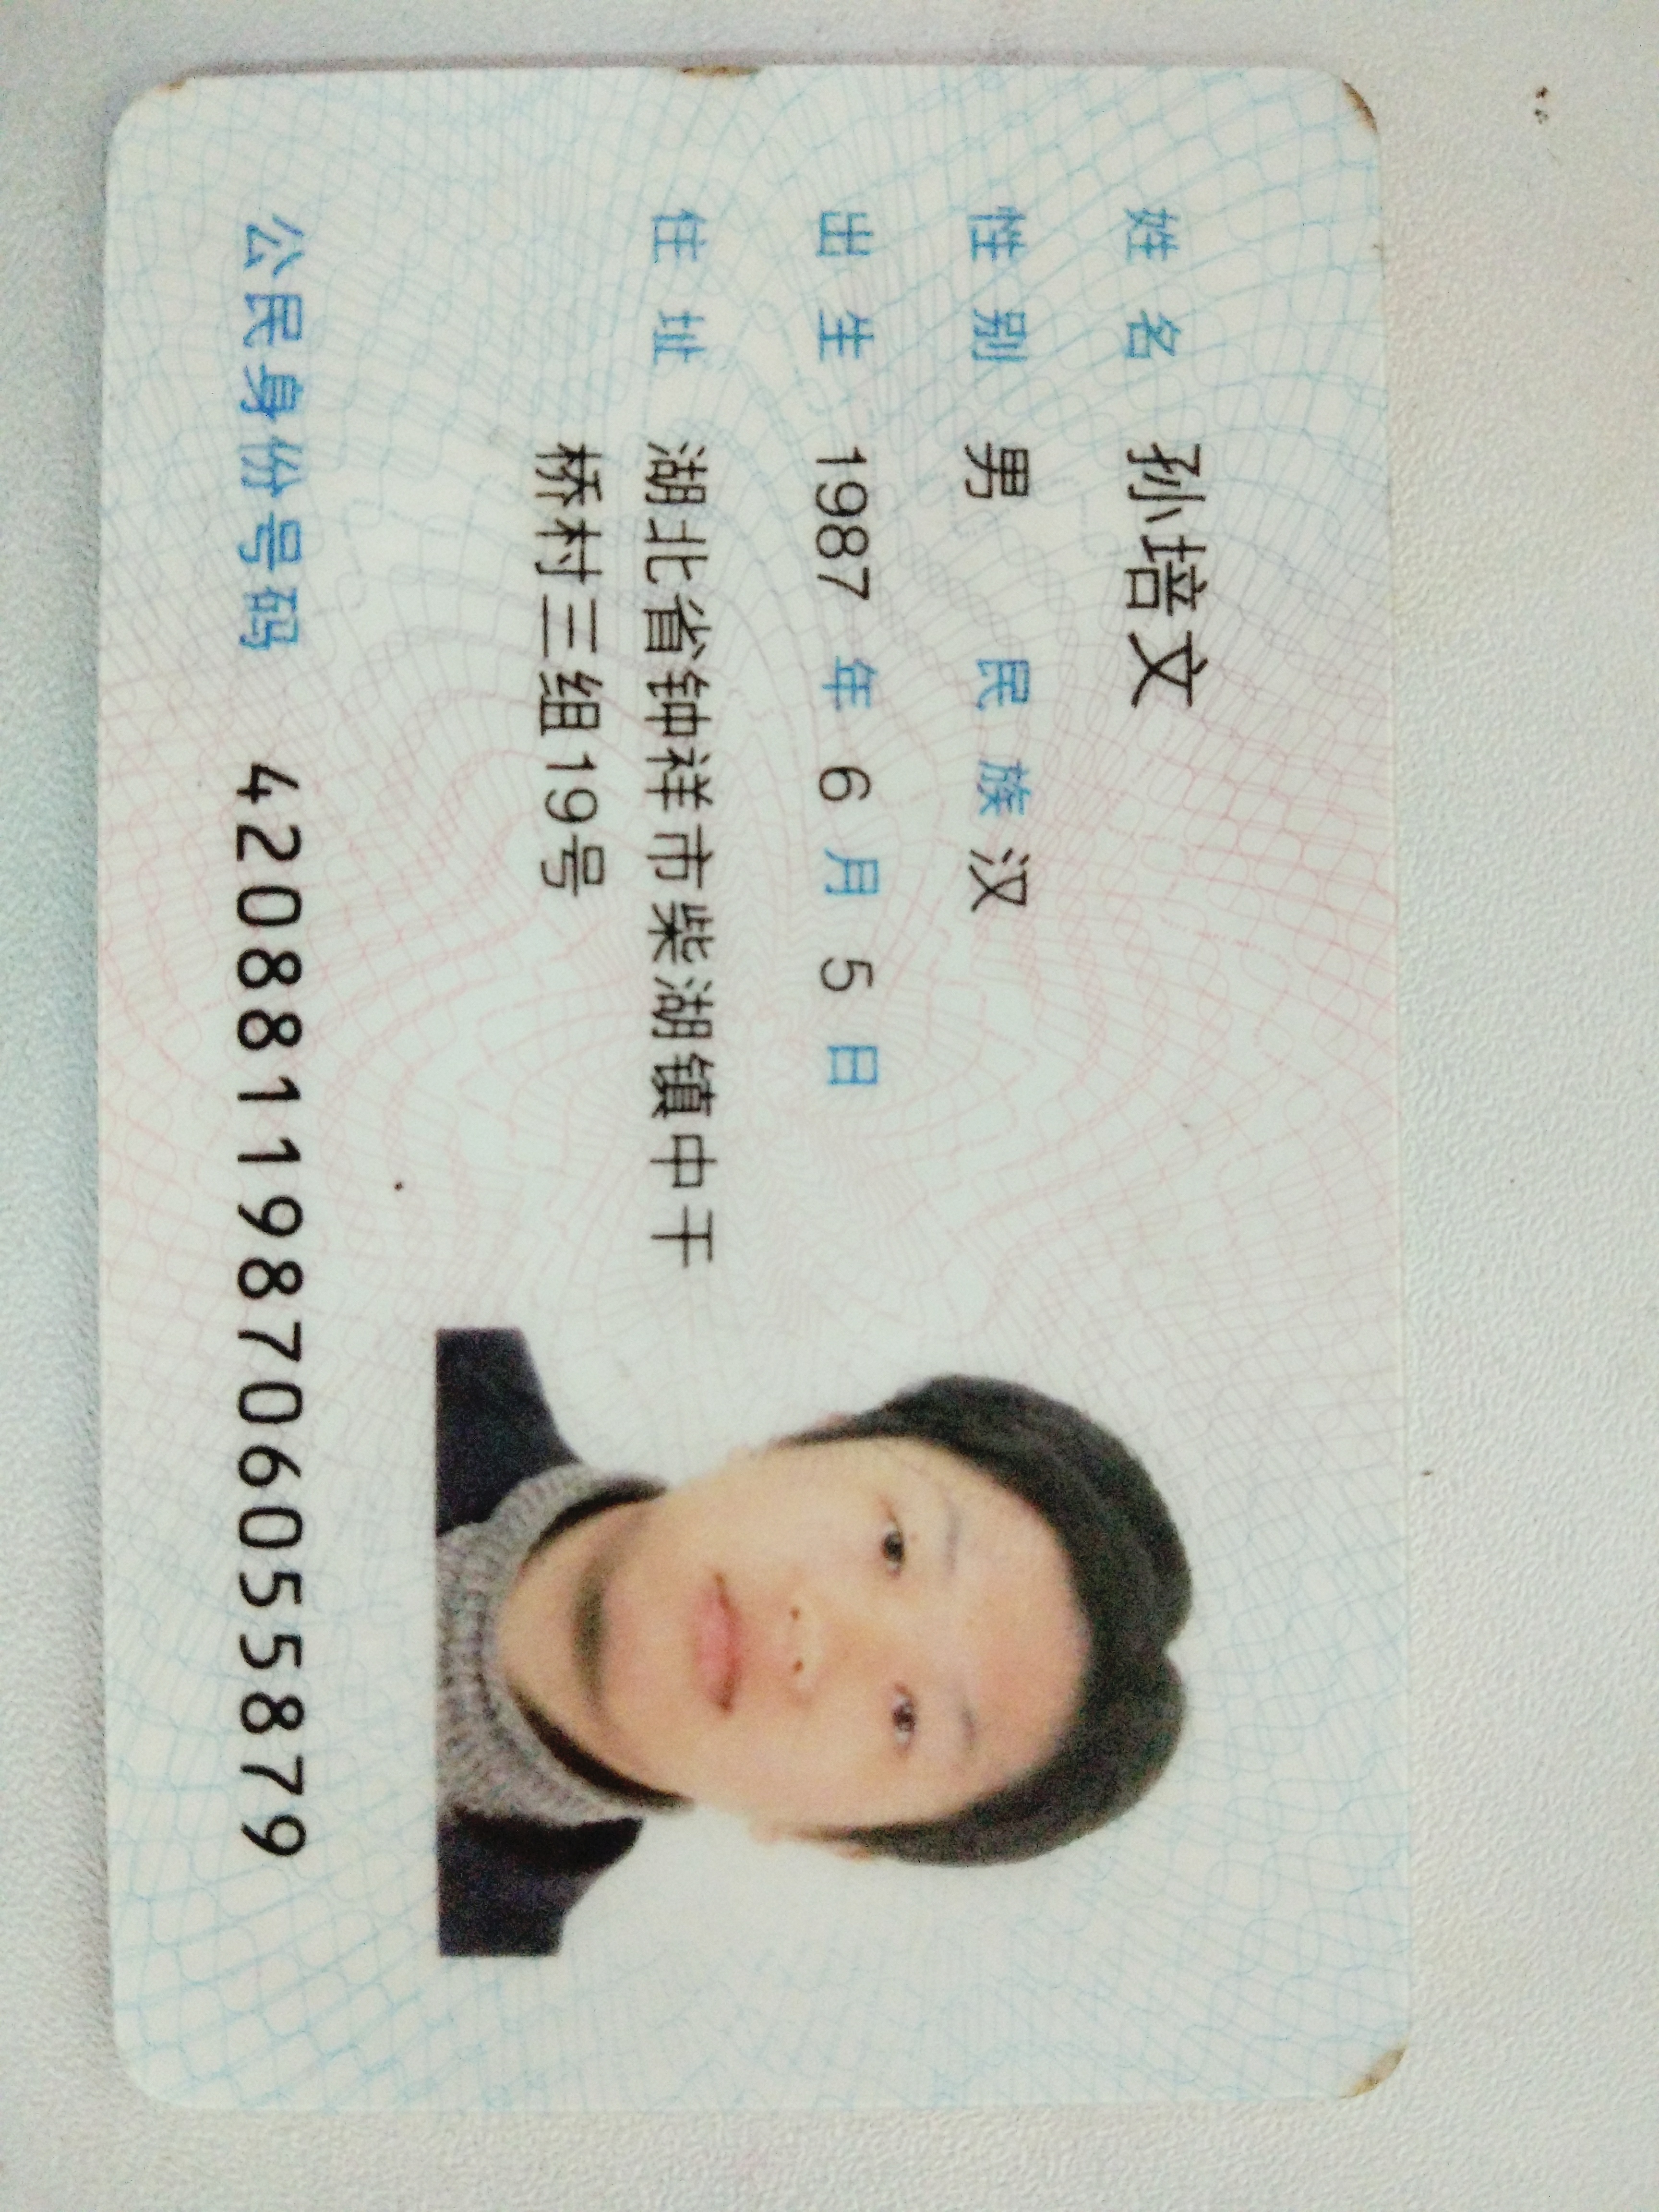 姓名 孙培文
性别 男 民族 汉
出生 1987 年 6 月 5 日
住址 湖北省钟祥市柴湖镇中干
桥村三组19号
公民身份号码 420881198706055879